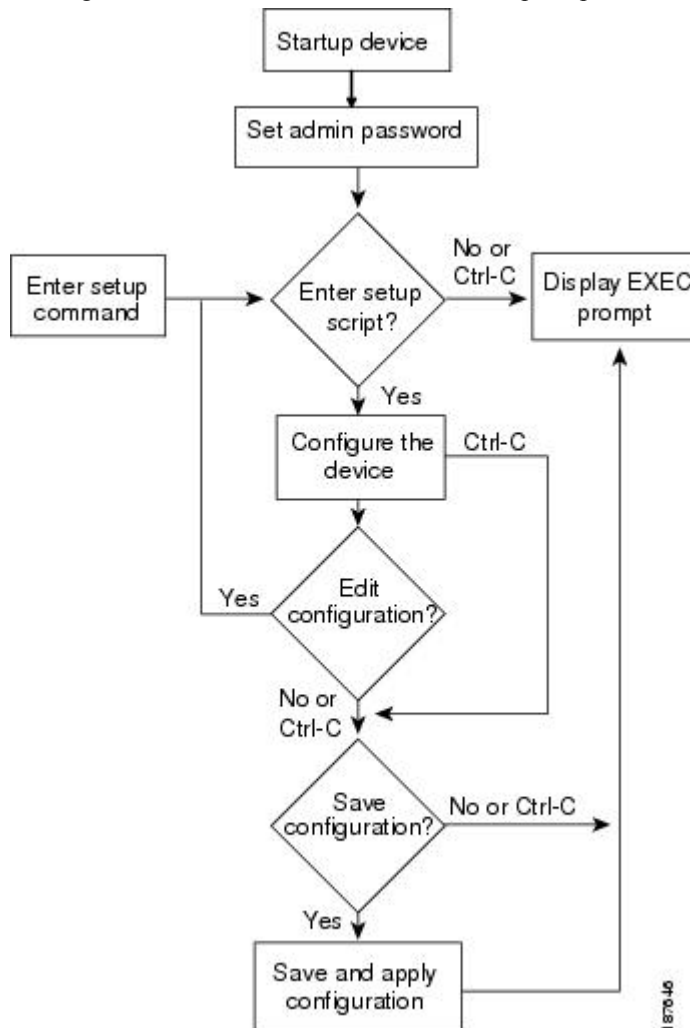 Startup device
Set admin password
Enter setup
command
Enter setup
script?
No or
Ctrl-C
Display EXEC
prompt
Yes
Configure the
device
Ctrl-C
Yes
Edit
configuration?
No or
Ctrl-C
Save
configuration?
No or Ctrl-C
Yes
Save and apply
configuration
187646